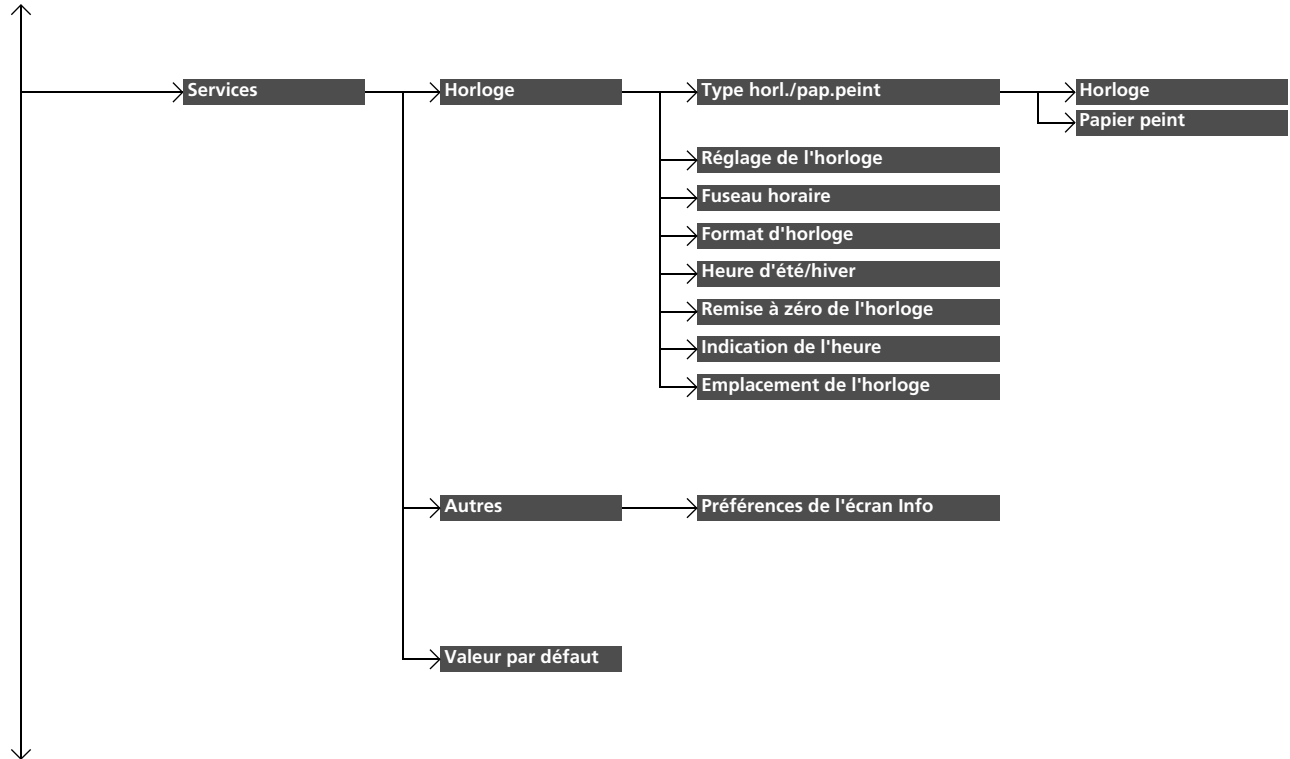 Services
Horloge
Type horl./pap.peint
Horloge
Papier peint
Réglage de l'horloge
Fuseau horaire
Format d'horloge
Heure d'été/hiver
Remise à zéro de l'horloge
Indication de l'heure
Emplacement de l'horloge
Autres
Préférences de l'écran Info
Valeur par défaut